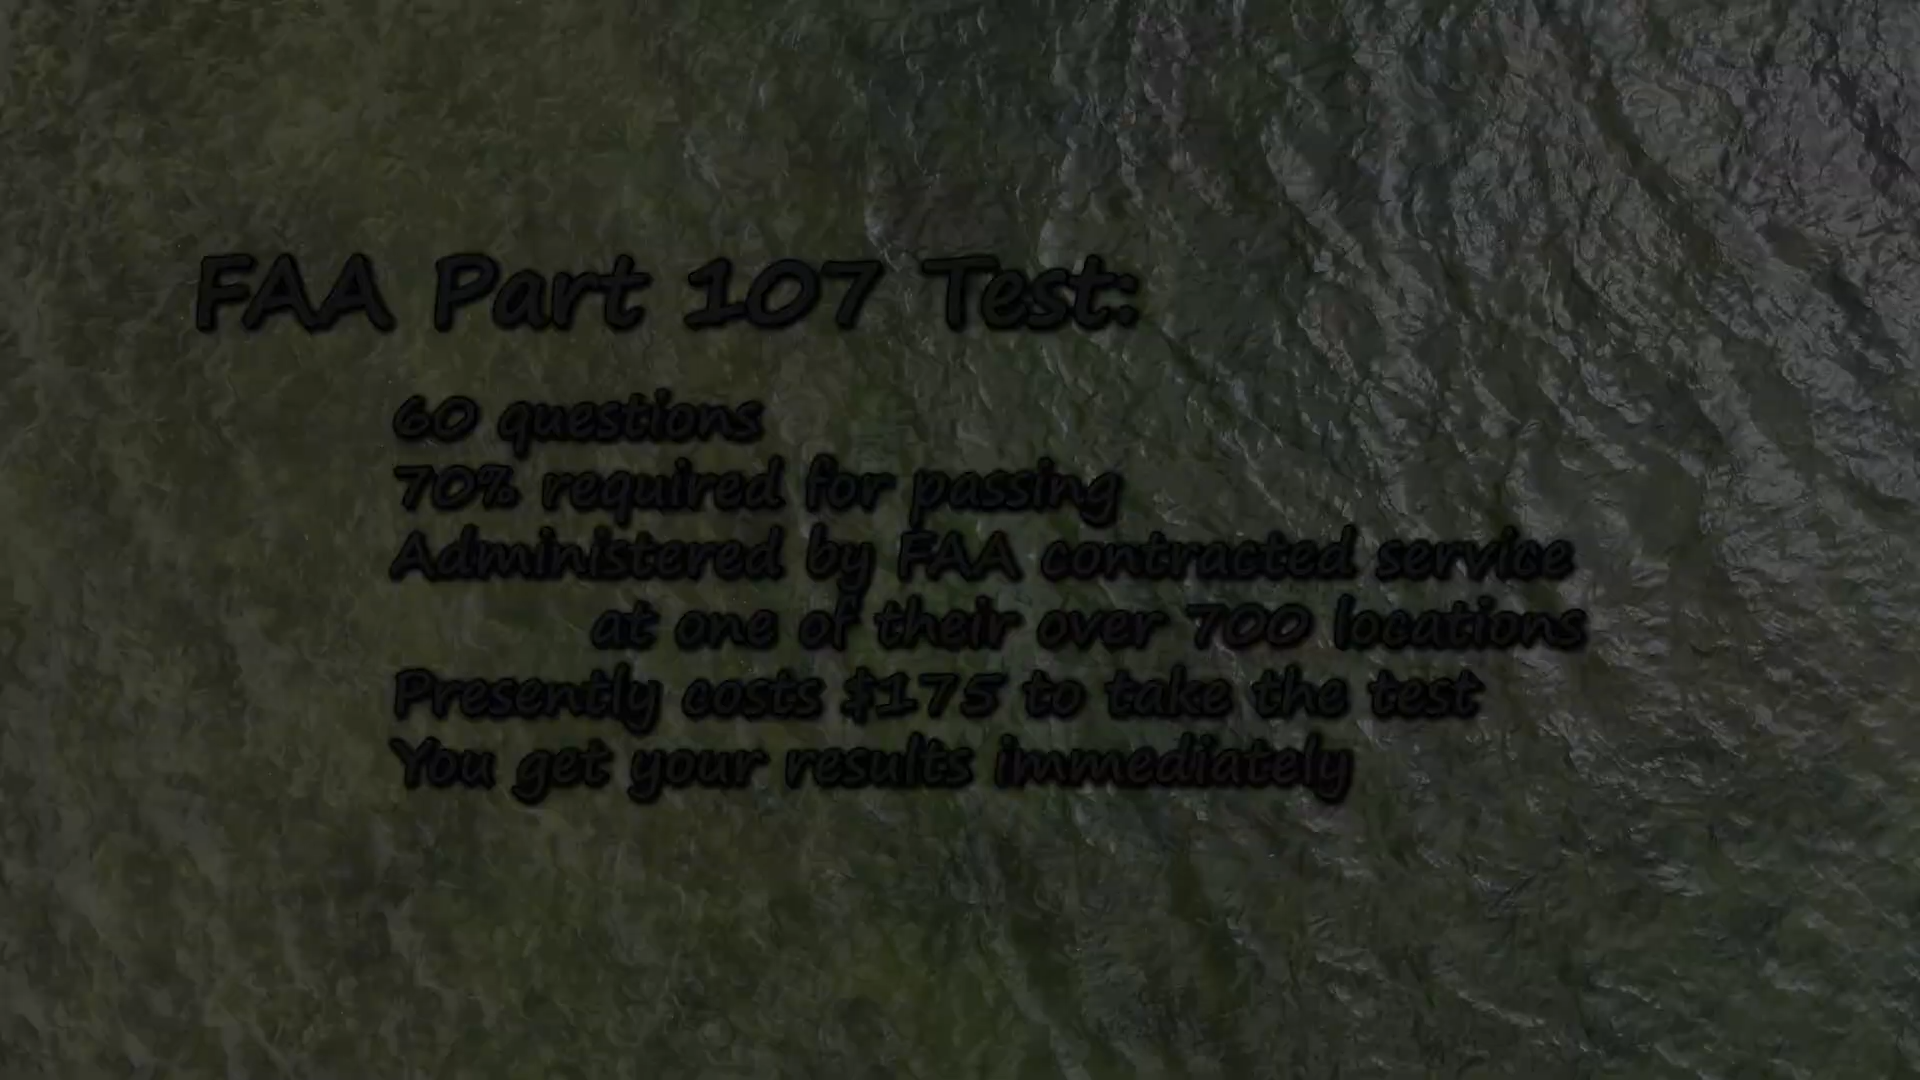 FAA Part 107 Test:
60 questions
70% required for passing
Administered by FAA contracted service
at one of their over 700 locations
Presently costs $175 to take the test
You get your results immediately